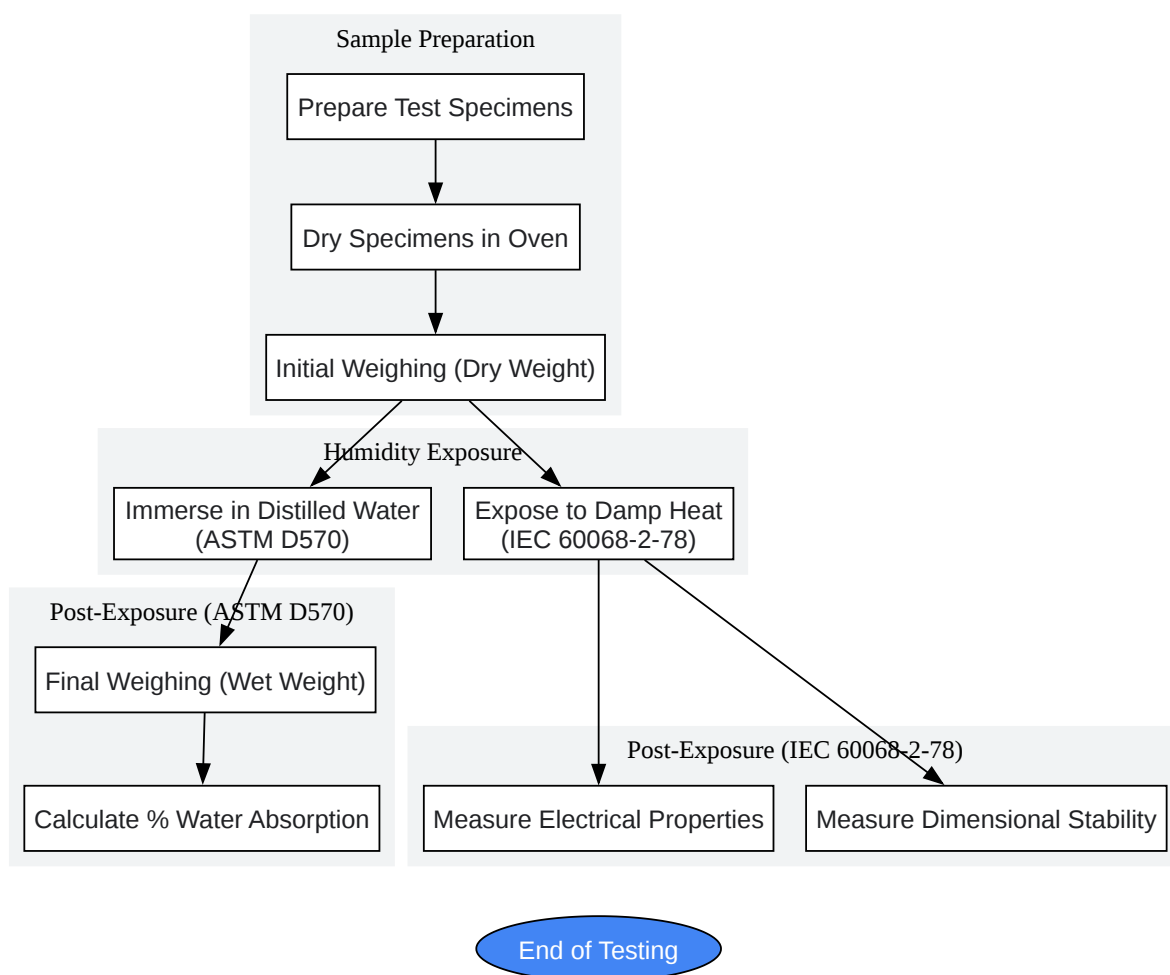 Sample Preparation
Prepare Test Specimens
Dry Specimens in Oven
Initial Weighing (Dry Weight)
Humidity Exposure
Immerse in Distilled Water
(ASTM D570)
Expose to Damp Heat
(IEC 60068-2-78)
Post-Exposure (ASTM D570)
Final Weighing (Wet Weight)
Calculate % Water Absorption
Post-Exposure (IEC 60068-2-78)
Measure Electrical Properties
Measure Dimensional Stability
End of Testing